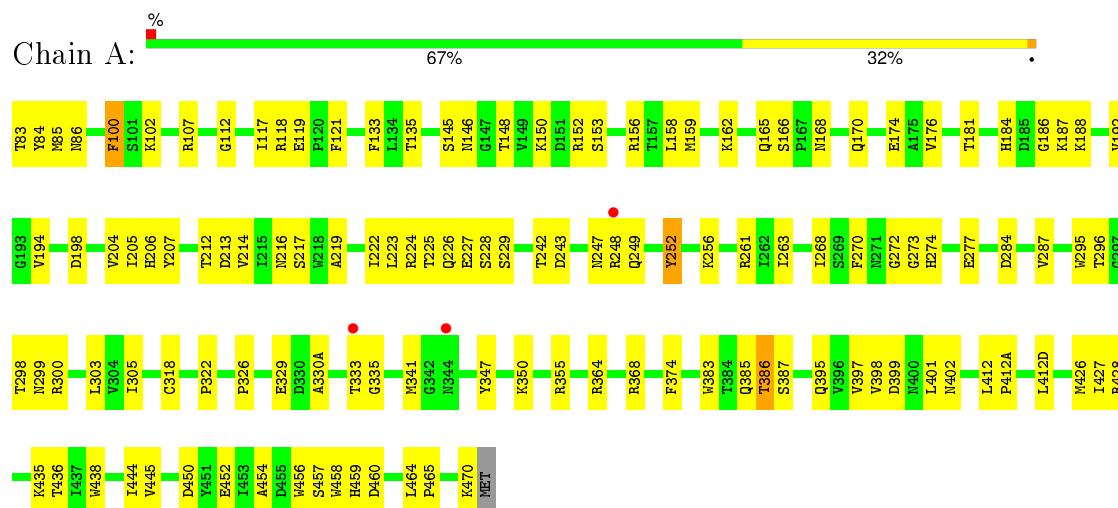 %
Chain A:
67% 32% •
T83 Y84 M85 N86 F100 S101 K102 R107 G112 I117 R118 E119 P120 F121 F133 L134 T135 S145 N146 G147 T148 V149 K150 D151 R152 S153 R156 T157 L158 M159 K162 Q165 S166 P167 N168 Q170 E174 A175 V176 T181 H184 D185 G186 K187 K188
G193 V194 D198 V204 I205 H206 Y207 T212 D213 V214 I215 N216 S217 W218 A219 I222 L223 R224 T225 Q226 E227 S228 S229 T242 D243 N247 R248 Q249 Y252 K256 R261 I262 I263 I268 S269 F270 N271 G272 G273 H274 E277 D284 V287 W295 T296
T298 N299 R300 L303 V304 I305 C318 P322 P326 E329 D330 A330A T333 G335 M341 G342 N344 Y347 K350 R355 R364 R368 F374 W383 T384 Q385 T386 S387 Q395 V396 V397 V398 D399 M400 L401 N402 L412 P412A L412D M426 I427
K435 T436 I437 W438 I444 V445 D450 Y451 E452 I453 A454 D455 W456 S457 W458 H459 D460 L464 P465 K470 MET